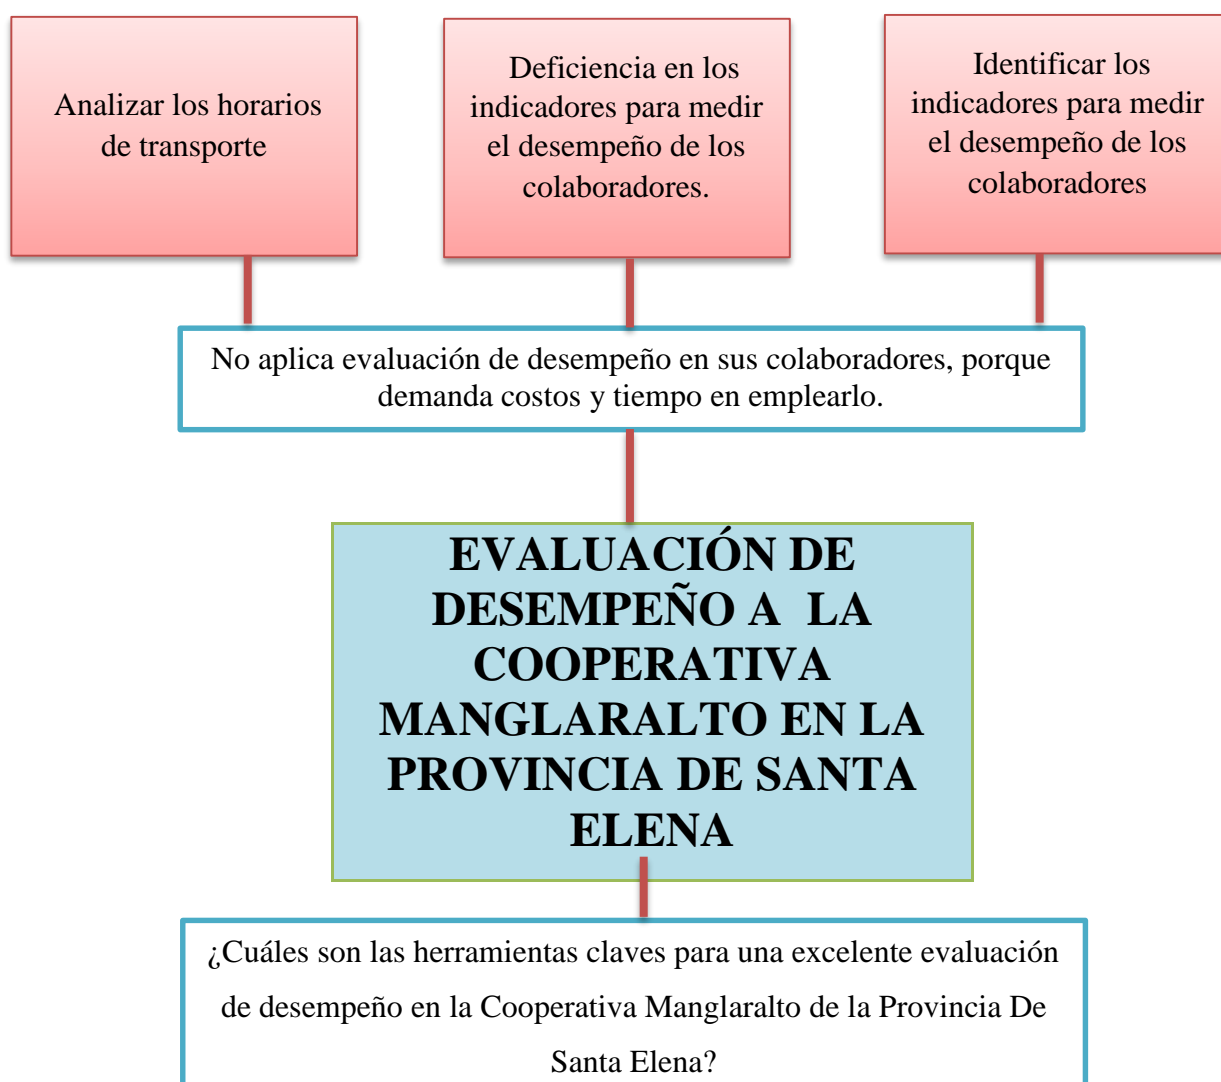 Analizar los horarios
de transporte
Deficiencia en los
indicadores para medir
el desempeño de los
colaboradores.
Identificar los
indicadores para medir
el desempeño de los
colaboradores
No aplica evaluación de desempeño en sus colaboradores, porque
demanda costos y tiempo en emplearlo.
EVALUACIÓN DE
DESEMPEÑO A  LA
COOPERATIVA
MANGLARALTO EN LA
PROVINCIA DE SANTA
ELENA
¿Cuáles son las herramientas claves para una excelente evaluación
de desempeño en la Cooperativa Manglaralto de la Provincia De
Santa Elena?